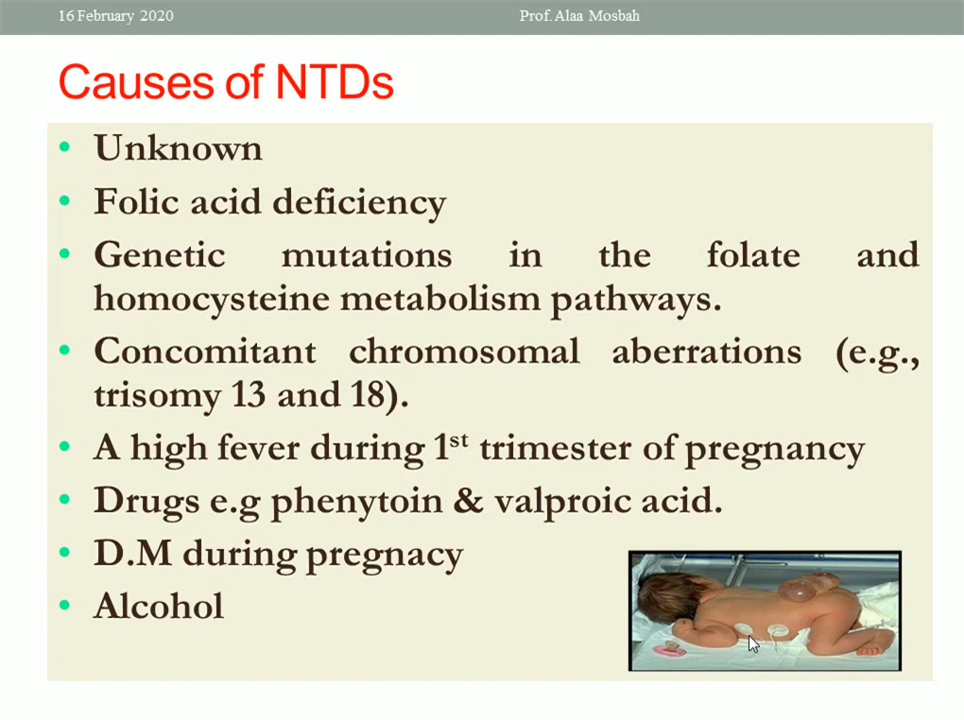 16 February 2020 Prof. Alaa Mosbah
Causes of NTDs
• Unknown
• Folic acid deficiency
• Genetic mutations in the folate and
homocysteine metabolism pathways.
• Concomitant chromosomal aberrations (e.g.,
trisomy 13 and 18).
• A high fever during 1st trimester of pregnancy
• Drugs e.g phenytoin & valproic acid.
• D.M during pregnacy
• Alcohol